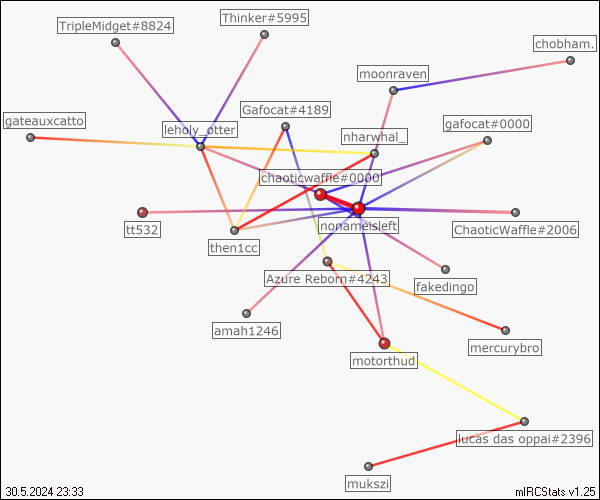 Thinker#5995
TripleMidget#8824
chobham.
moonraven
Gafocat#4189
gateauxcatto
leholy_otter
gafocat#0000
nharwhal_
chaoticwaffle#0000
tt532
nonameisleft
ChaoticWaffle#2006
then1cc
Azure Reborn#4243
fakedingo
amah1246
mercurybro
motorthud
lucas das oppai#2396
mukszi
30.5.2024 23:33
mIRCStats v1.25